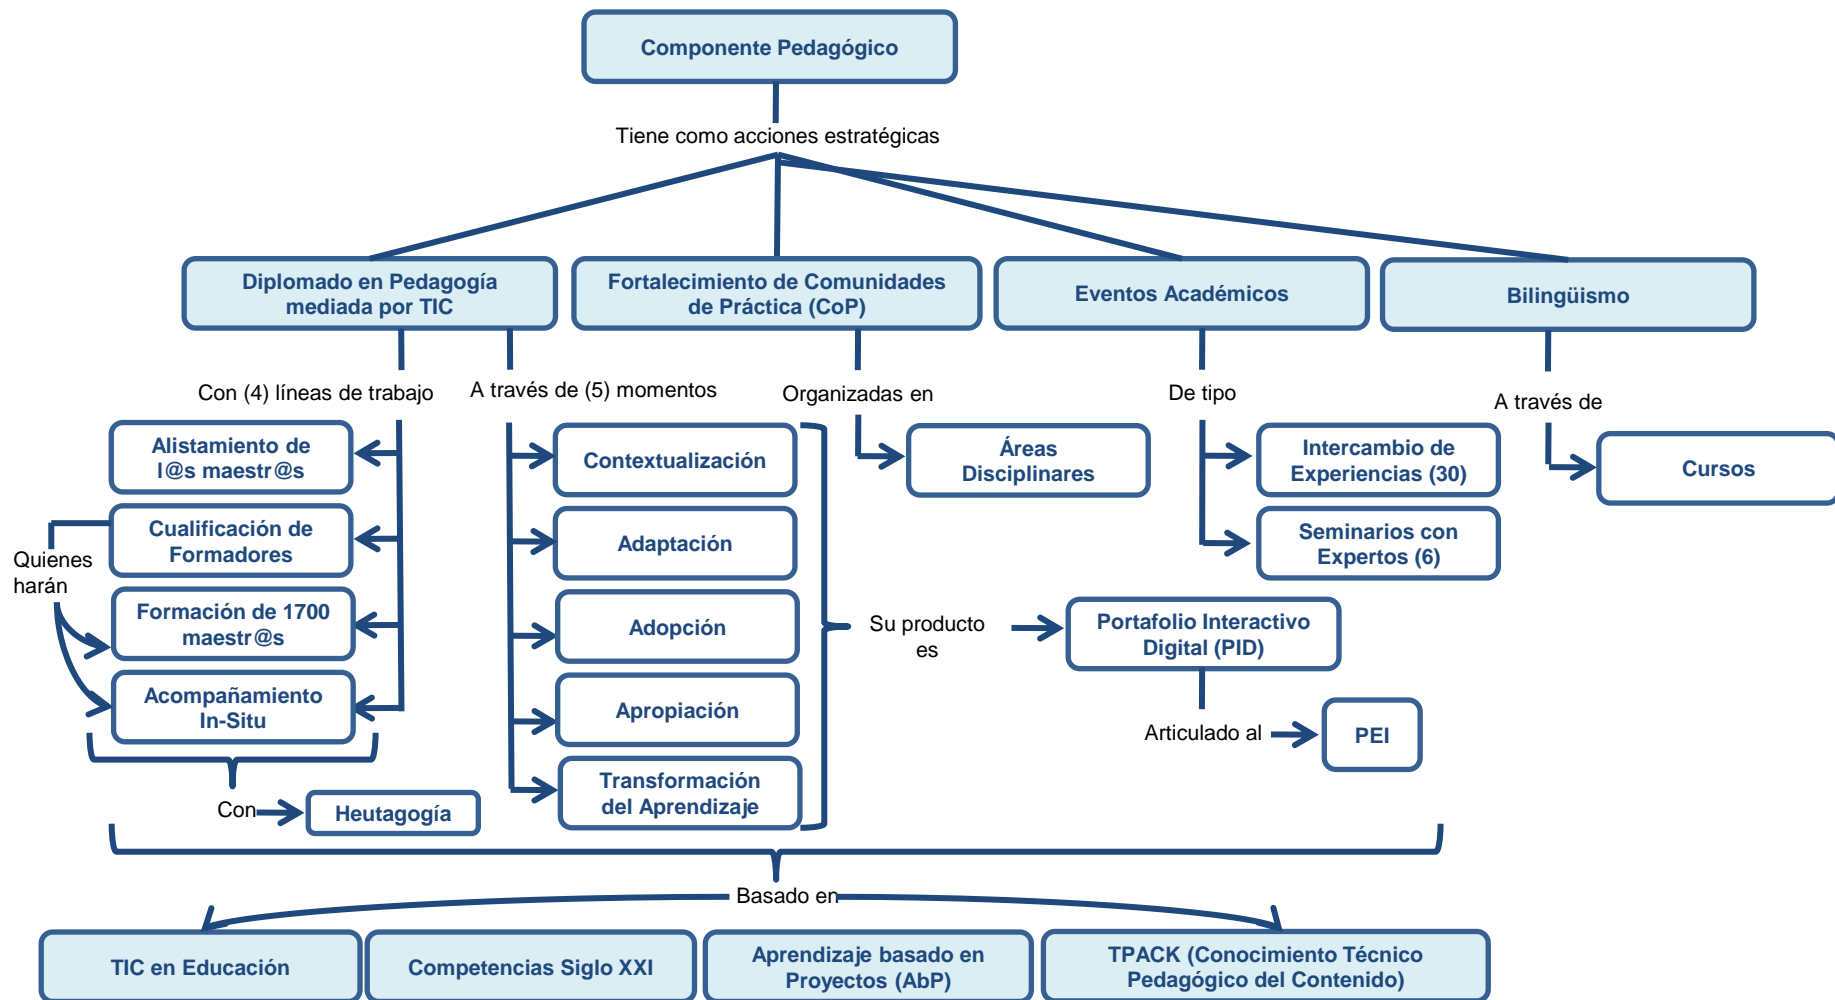 Componente Pedagógico
Tiene como acciones estratégicas
Diplomado en Pedagogía
mediada por TIC
Fortalecimiento de Comunidades
de Práctica (CoP)
Eventos Académicos
Bilingüismo
Con (4) líneas de trabajo
A través de (5) momentos
Organizadas en
De tipo
A través de
Alistamiento de
l@s maestr@s
Cualificación de
Formadores
Quienes
harán
Formación de 1700
maestr@s
Acompañamiento
In-Situ
Con
Heutagogía
Contextualización
Adaptación
Adopción
Apropiación
Transformación
del Aprendizaje
Su producto
es
Áreas
Disciplinares
Intercambio de
Experiencias (30)
Seminarios con
Expertos (6)
Cursos
Portafolio Interactivo
Digital (PID)
Articulado al
PEI
Basado en
TIC en Educación
Competencias Siglo XXI
Aprendizaje basado en
Proyectos (AbP)
TPACK (Conocimiento Técnico
Pedagógico del Contenido)